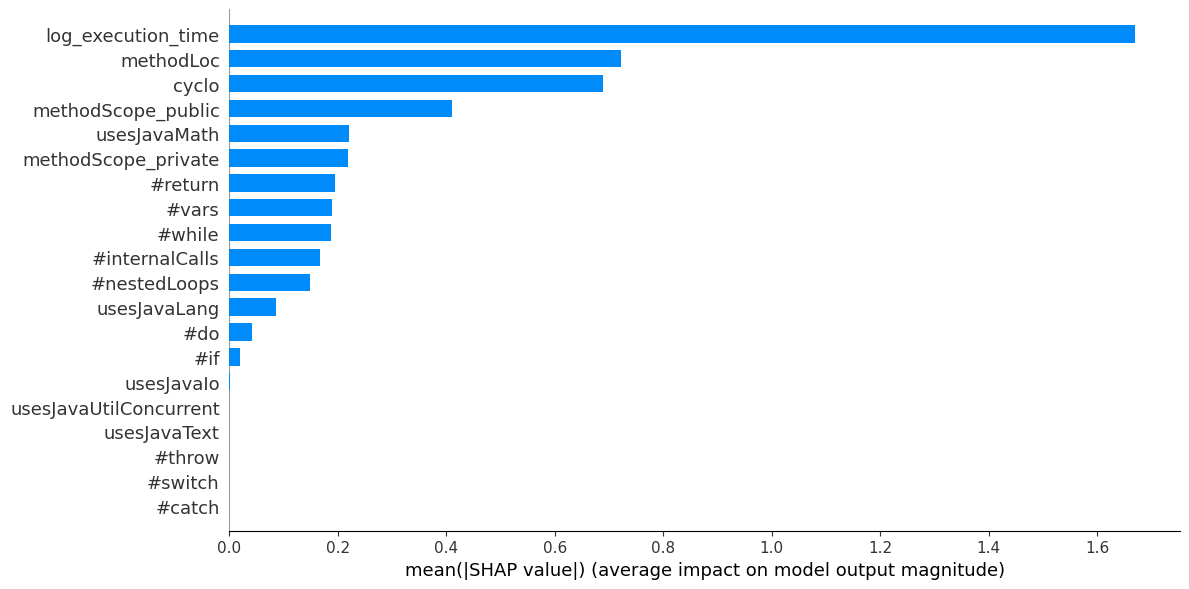 log_execution_time
methodLoc
cyclo
methodScope_public
usesJavaMath
methodScope_private
#return
#vars
#while
#internalCalls
#nestedLoops
usesJavaLang
#do
#if
usesJavaIo
usesJavaUtilConcurrent
usesJavaText
#throw
#switch
#catch
0.0 0.2 0.4 0.6 0.8 1.0 1.2 1.4 1.6
mean(|SHAP value|) (average impact on model output magnitude)